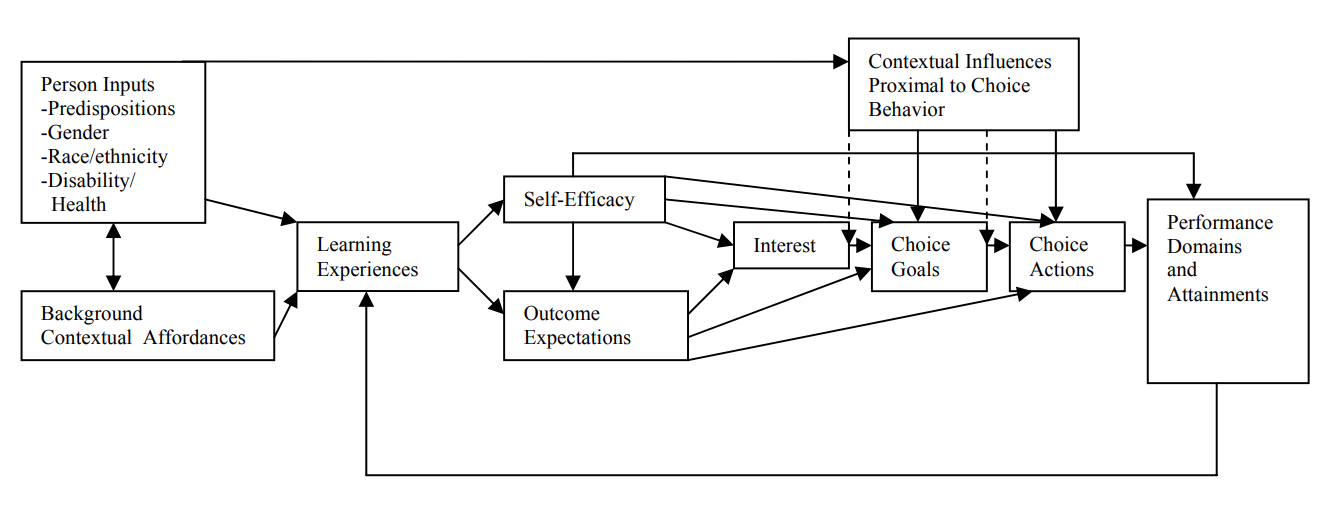 Person Inputs
-Predispositions
-Gender
-Race/ethnicity
-Disability/
Health
Background
Contextual Affordances
Learning
Experiences
Self-Efficacy
Outcome
Expectations
Interest
Contextual Influences
Proximal to Choice
Behavior
Choice
Goals
Choice
Actions
Performance
Domains
and
Attainments